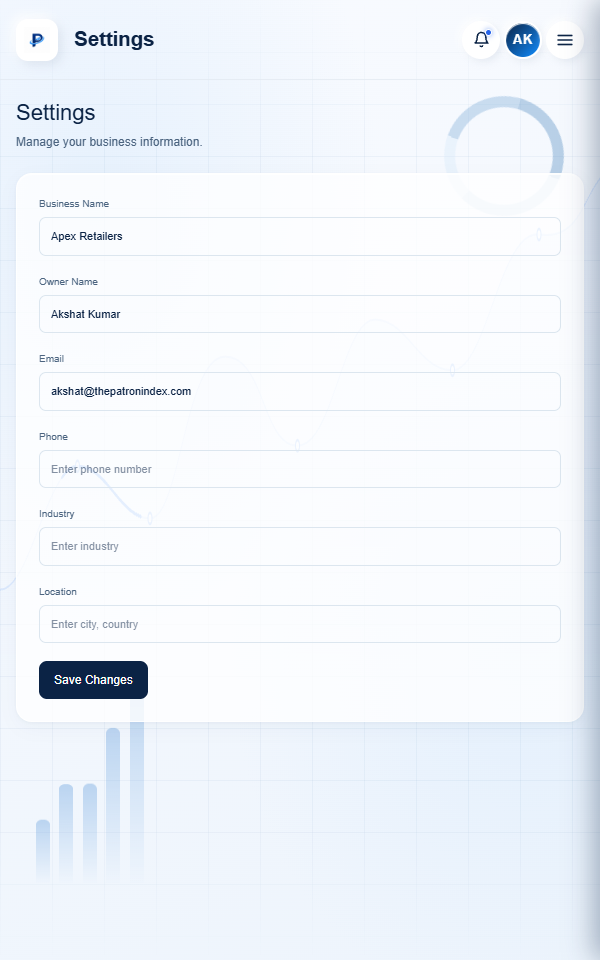 P
Settings
AK
Settings
Manage your business information.
Business Name
Apex Retailers
Owner Name
Akshat Kumar
Email
akshat@thepatronindex.com
Phone
Enter phone number
Industry
Enter industry
Location
Enter city, country
Save Changes